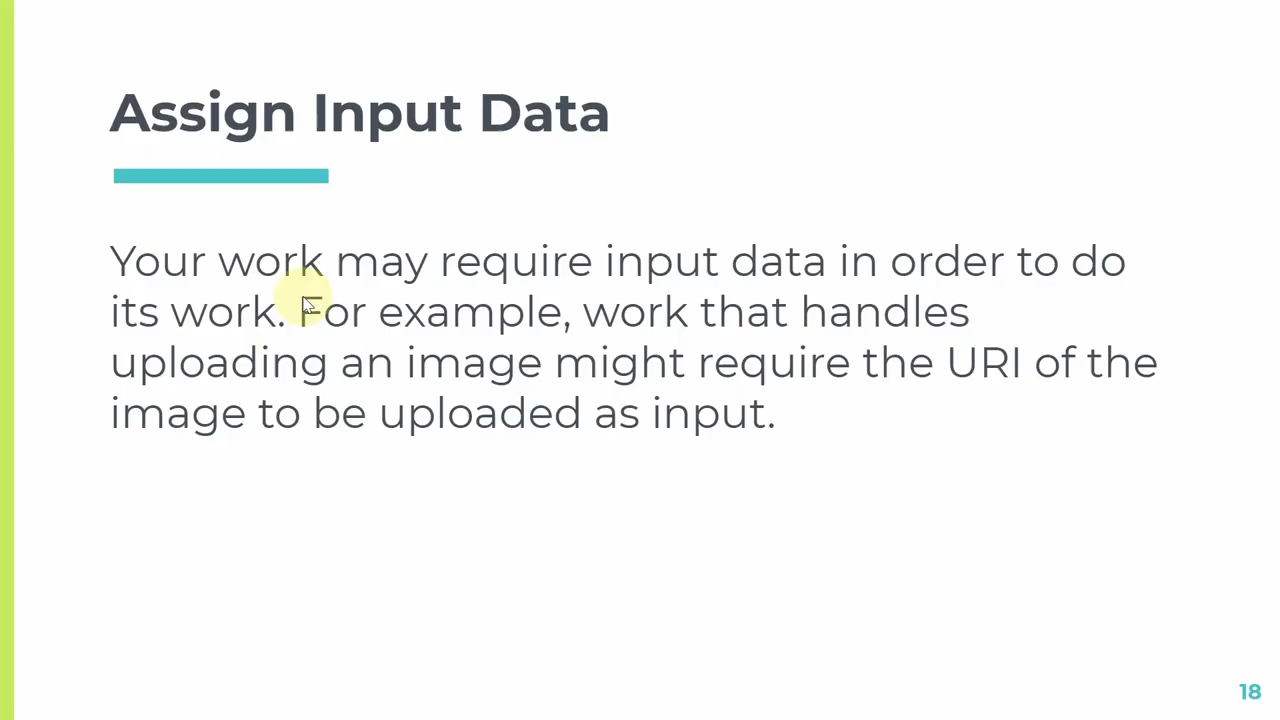 Assign Input Data
Your work may require input data in order to do
its work. For example, work that handles
uploading an image might require the URI of the
image to be uploaded as input.
18